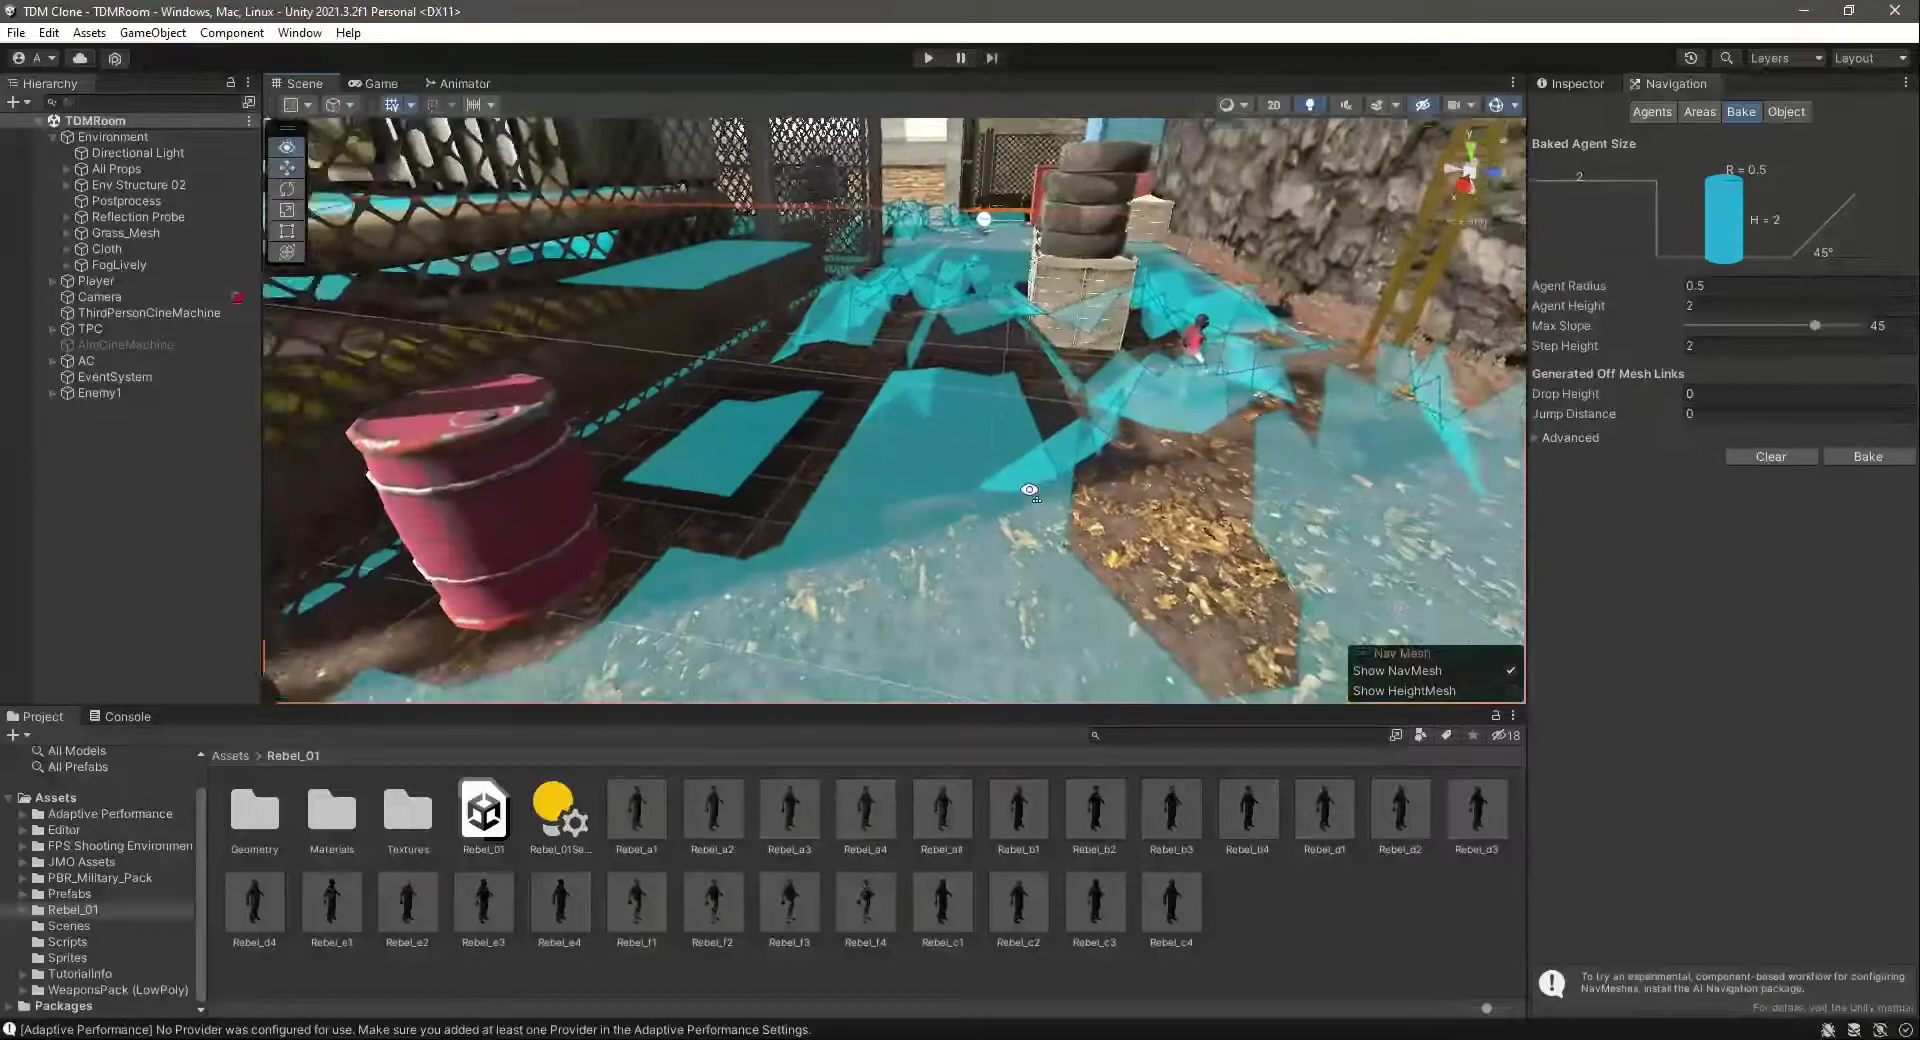 TDM Clone - TDMRoom - Windows, Mac, Linux - Unity 2021.3.2f1 Personal <DX11>
File Edit Assets GameObject Component Window Help
A Layers Layout
Hierarchy
All
TDMRoom
Environment
Directional Light
All Props
Env Structure 02
Postprocess
Reflection Probe
Grass_Mesh
Cloth
FogLively
Player
Camera
ThirdPersonCineMachine
TPC
AimCineMachine
AC
EventSystem
Enemy1
Scene Game Animator
2D
y
x
Nav Mesh
Show NavMesh
Show HeightMesh
Inspector Navigation
Agents Areas Bake Object
Baked Agent Size
R = 0.5
2
H = 2
45°
Agent Radius 0.5
Agent Height 2
Max Slope 45
Step Height 2
Generated Off Mesh Links
Drop Height 0
Jump Distance 0
Advanced
Clear Bake
To try an experimental, component-based workflow for configuring
NavMeshes, install the AI Navigation package.
For details, visit the Unity manual
Project Console
18
All Models
All Prefabs
Assets
Adaptive Performance
Editor
FPS Shooting Environmen
JMO Assets
PBR_Military_Pack
Prefabs
Rebel_01
Scenes
Scripts
Sprites
TutorialInfo
WeaponsPack (LowPoly)
Packages
Assets > Rebel_01
Geometry Materials Textures Rebel_01 Rebel_01Se... Rebel_a1 Rebel_a2 Rebel_a3 Rebel_a4 Rebel_all Rebel_b1 Rebel_b2 Rebel_b3 Rebel_b4 Rebel_d1 Rebel_d2 Rebel_d3
Rebel_d4 Rebel_e1 Rebel_e2 Rebel_e3 Rebel_e4 Rebel_f1 Rebel_f2 Rebel_f3 Rebel_f4 Rebel_c1 Rebel_c2 Rebel_c3 Rebel_c4
[Adaptive Performance] No Provider was configured for use. Make sure you added at least one Provider in the Adaptive Performance Settings.